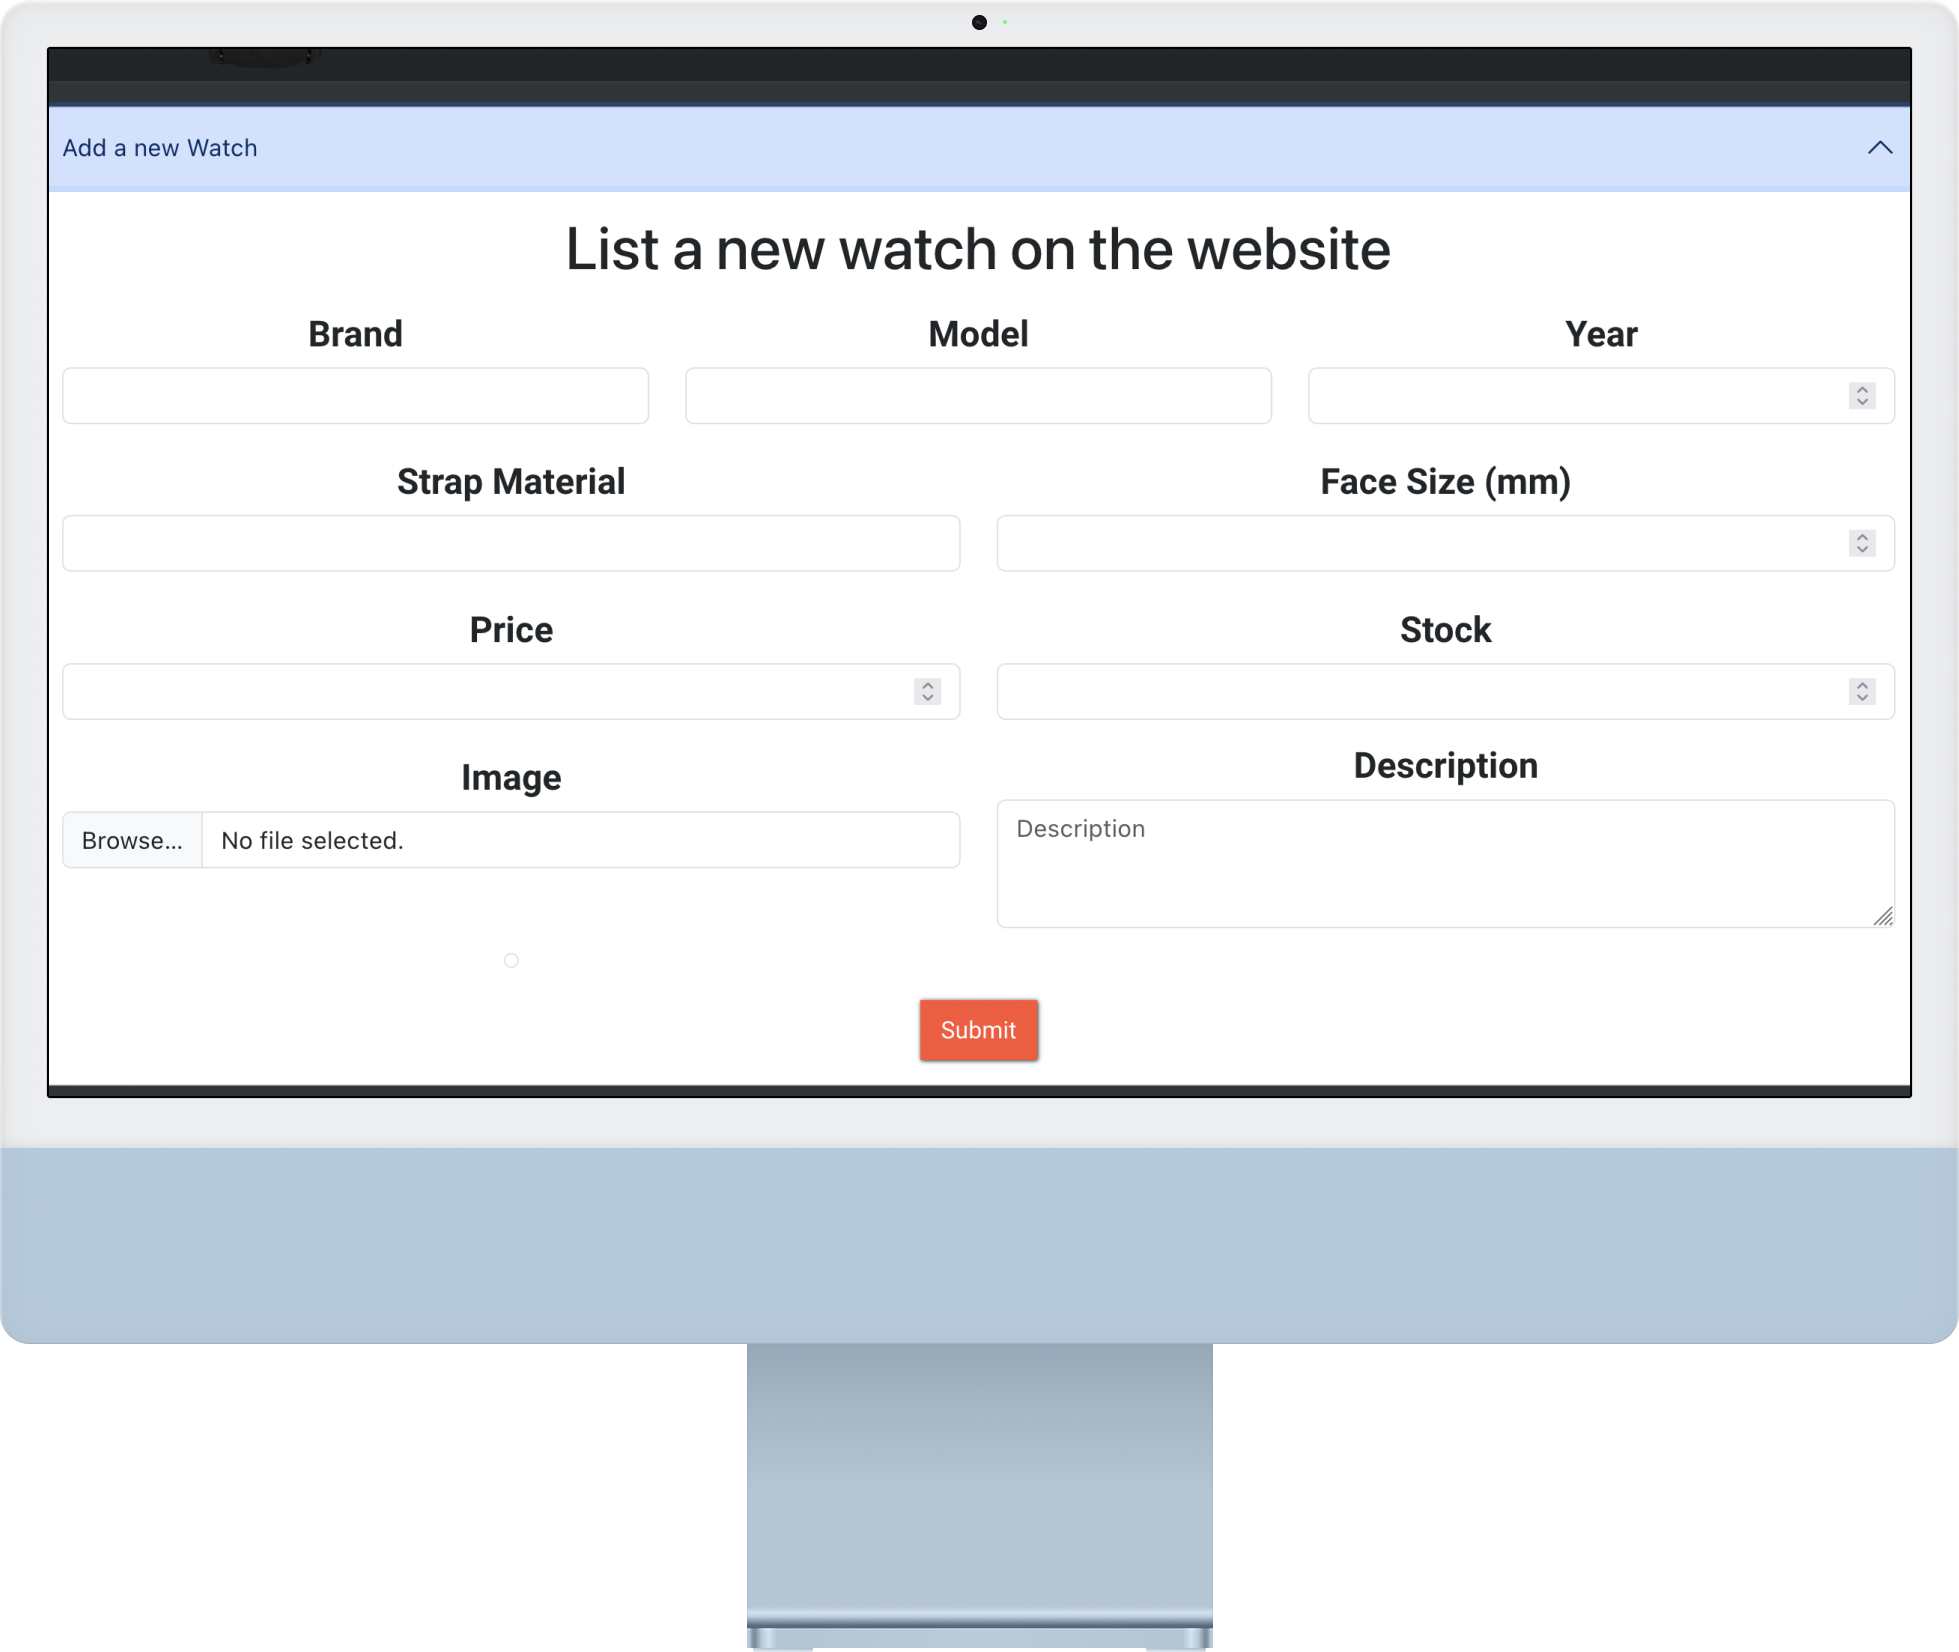 Add a new Watch
List a new watch on the website
Brand
Model
Year
Strap Material
Face Size (mm)
Price
Stock
Image
Description
Browse...
No file selected.
Description
Submit